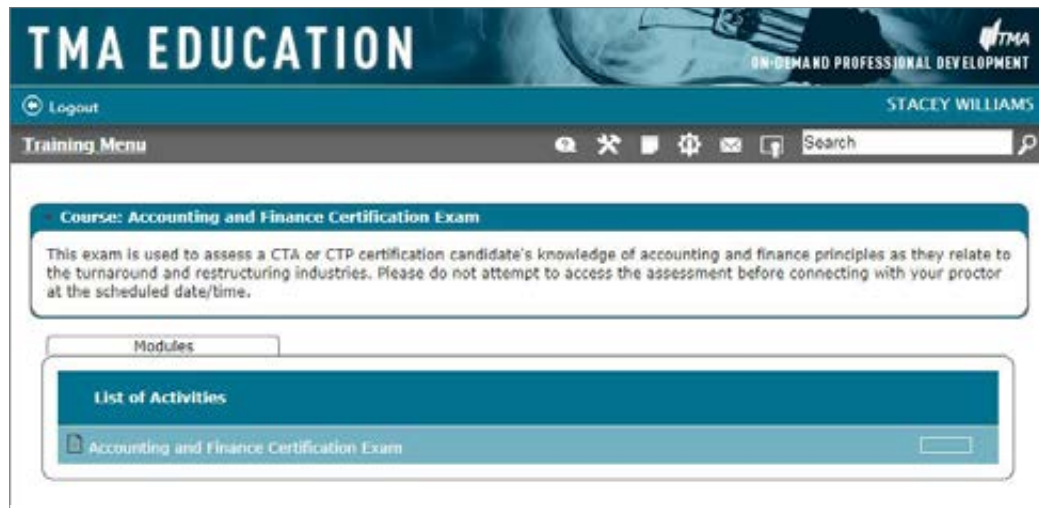 TMA EDUCATION
TMA
ON-DEMAND PROFESSIONAL DEVELOPMENT
Logout
STACEY WILLIAMS
Training Menu
Search
Course: Accounting and Finance Certification Exam
This exam is used to assess a CTA or CTP certification candidate's knowledge of accounting and finance principles as they relate to
the turnaround and restructuring industries. Please do not attempt to access the assessment before connecting with your proctor
at the scheduled date/time.
Modules
List of Activities
Accounting and Finance Certification Exam